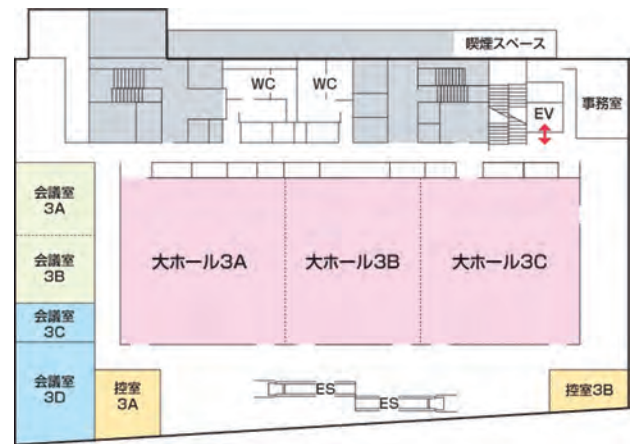 喫煙スペース
WC
WC
EV
事務室
会議室
3A
大ホール3A
大ホール3B
大ホール3C
会議室
3B
会議室
3C
会議室
3D
控室
3A
ES
ES
控室3B